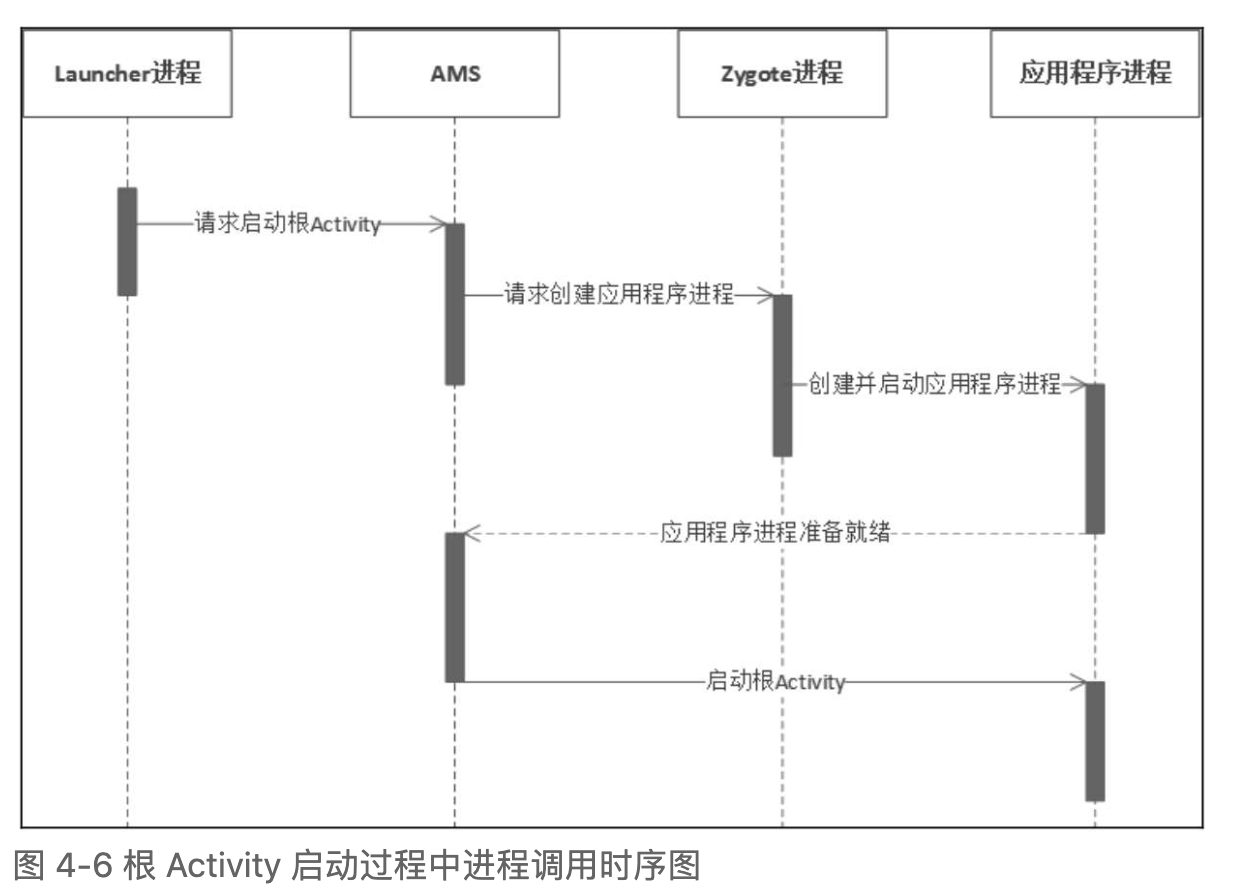 Launcher进程
AMS
Zygote进程
应用程序进程
请求启动根Activity
请求创建应用程序进程
创建并启动应用程序进程
应用程序进程准备就绪
启动根Activity
图 4-6 根 Activity 启动过程中进程调用时序图